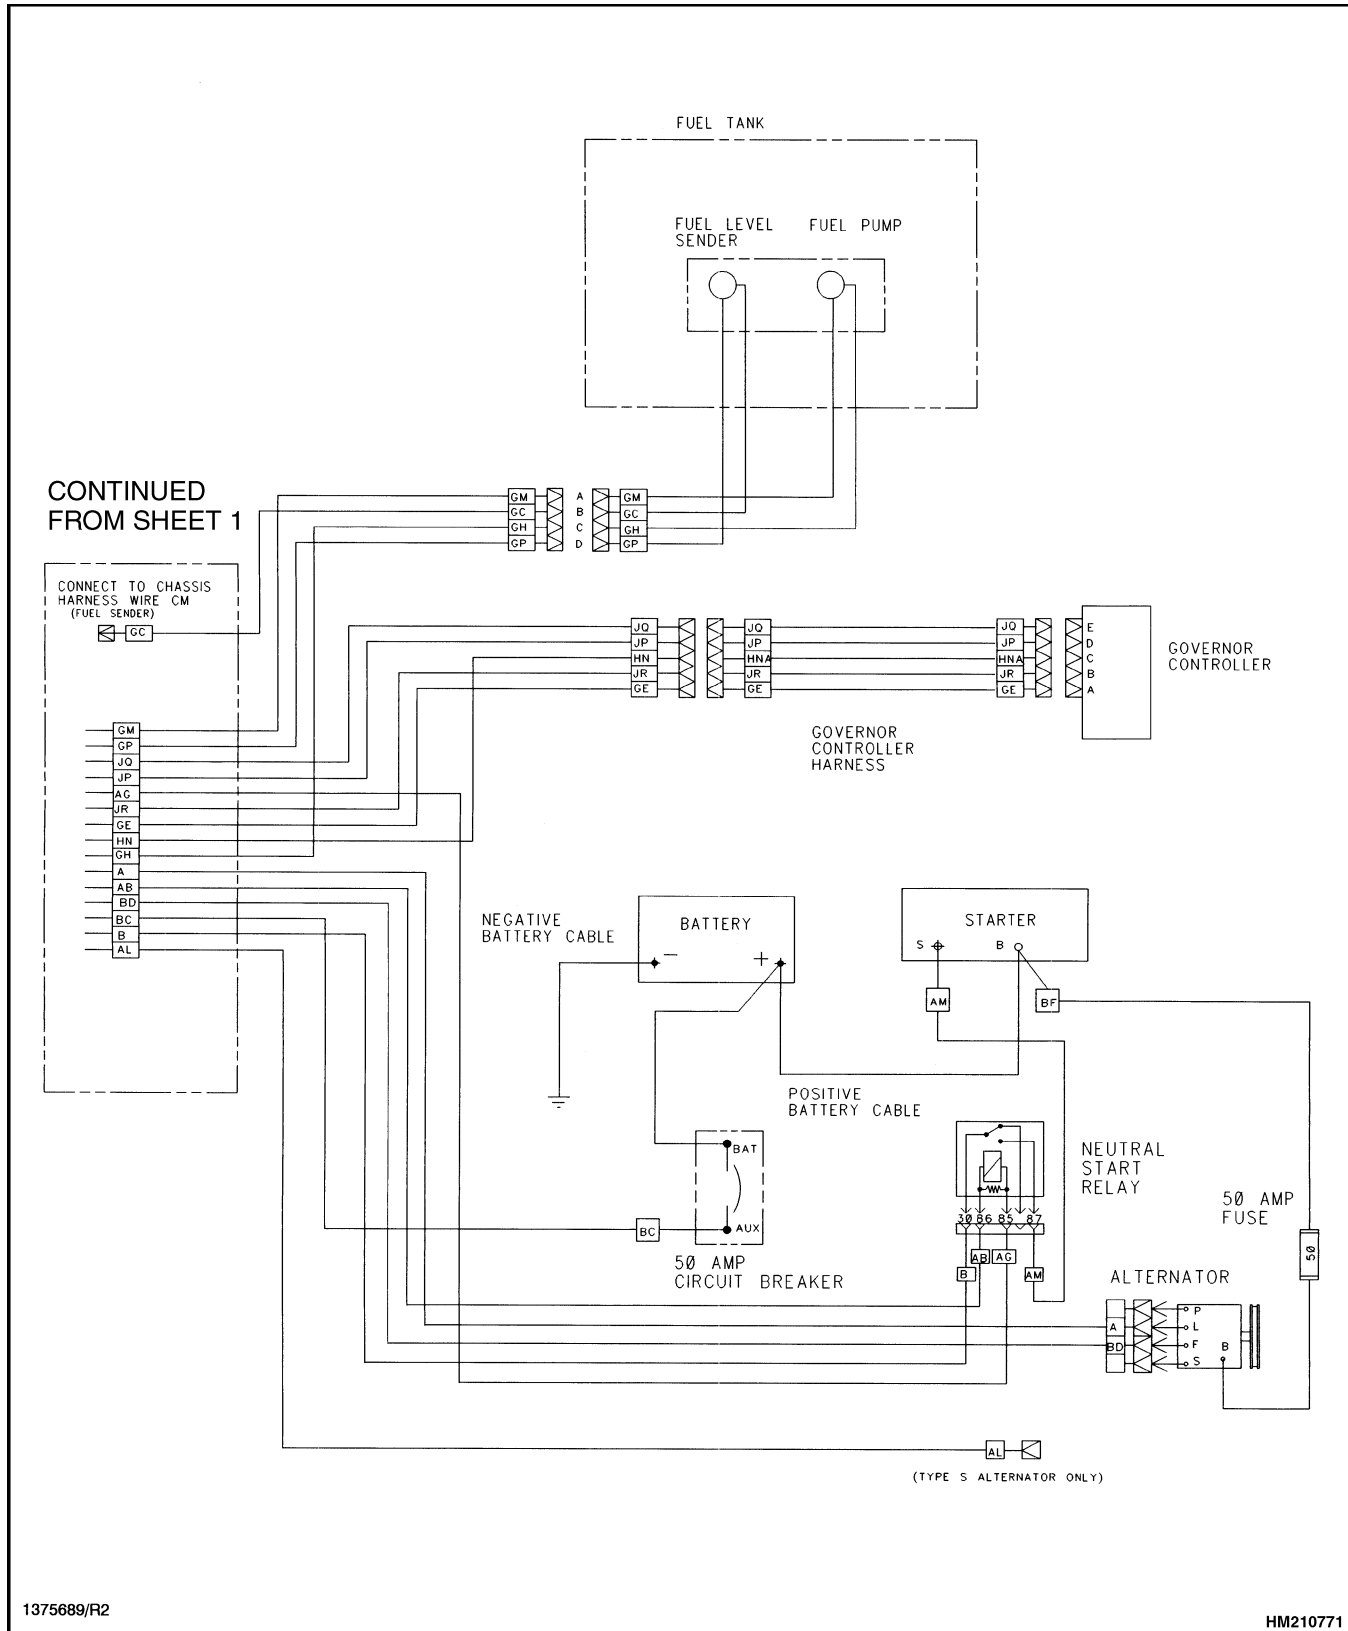 FUEL TANK
FUEL LEVEL
SENDER
FUEL PUMP
CONTINUED
FROM SHEET 1
GM A GM
GC B GC
GH C GH
GP D GP
CONNECT TO CHASSIS
HARNESS WIRE CM
(FUEL SENDER)
GC
JQ JQ JQ E
JP JP JP D
HN HNA HNA C
JR JR JR B
GE GE GE A
GOVERNOR
CONTROLLER
GOVERNOR
CONTROLLER
HARNESS
GM
GP
JQ
JP
AG
JR
GE
HN
GH
A
AB
BD
BC
B
AL
NEGATIVE
BATTERY CABLE
BATTERY
− +
STARTER
S B
AM
BF
POSITIVE
BATTERY CABLE
BAT
AUX
BC
50 AMP
CIRCUIT BREAKER
NEUTRAL
START
RELAY
30 86 85 87
AB AG
B AM
50 AMP
FUSE
50
ALTERNATOR
P
A L
BD F B
S
AL
(TYPE S ALTERNATOR ONLY)
1375689/R2
HM210771